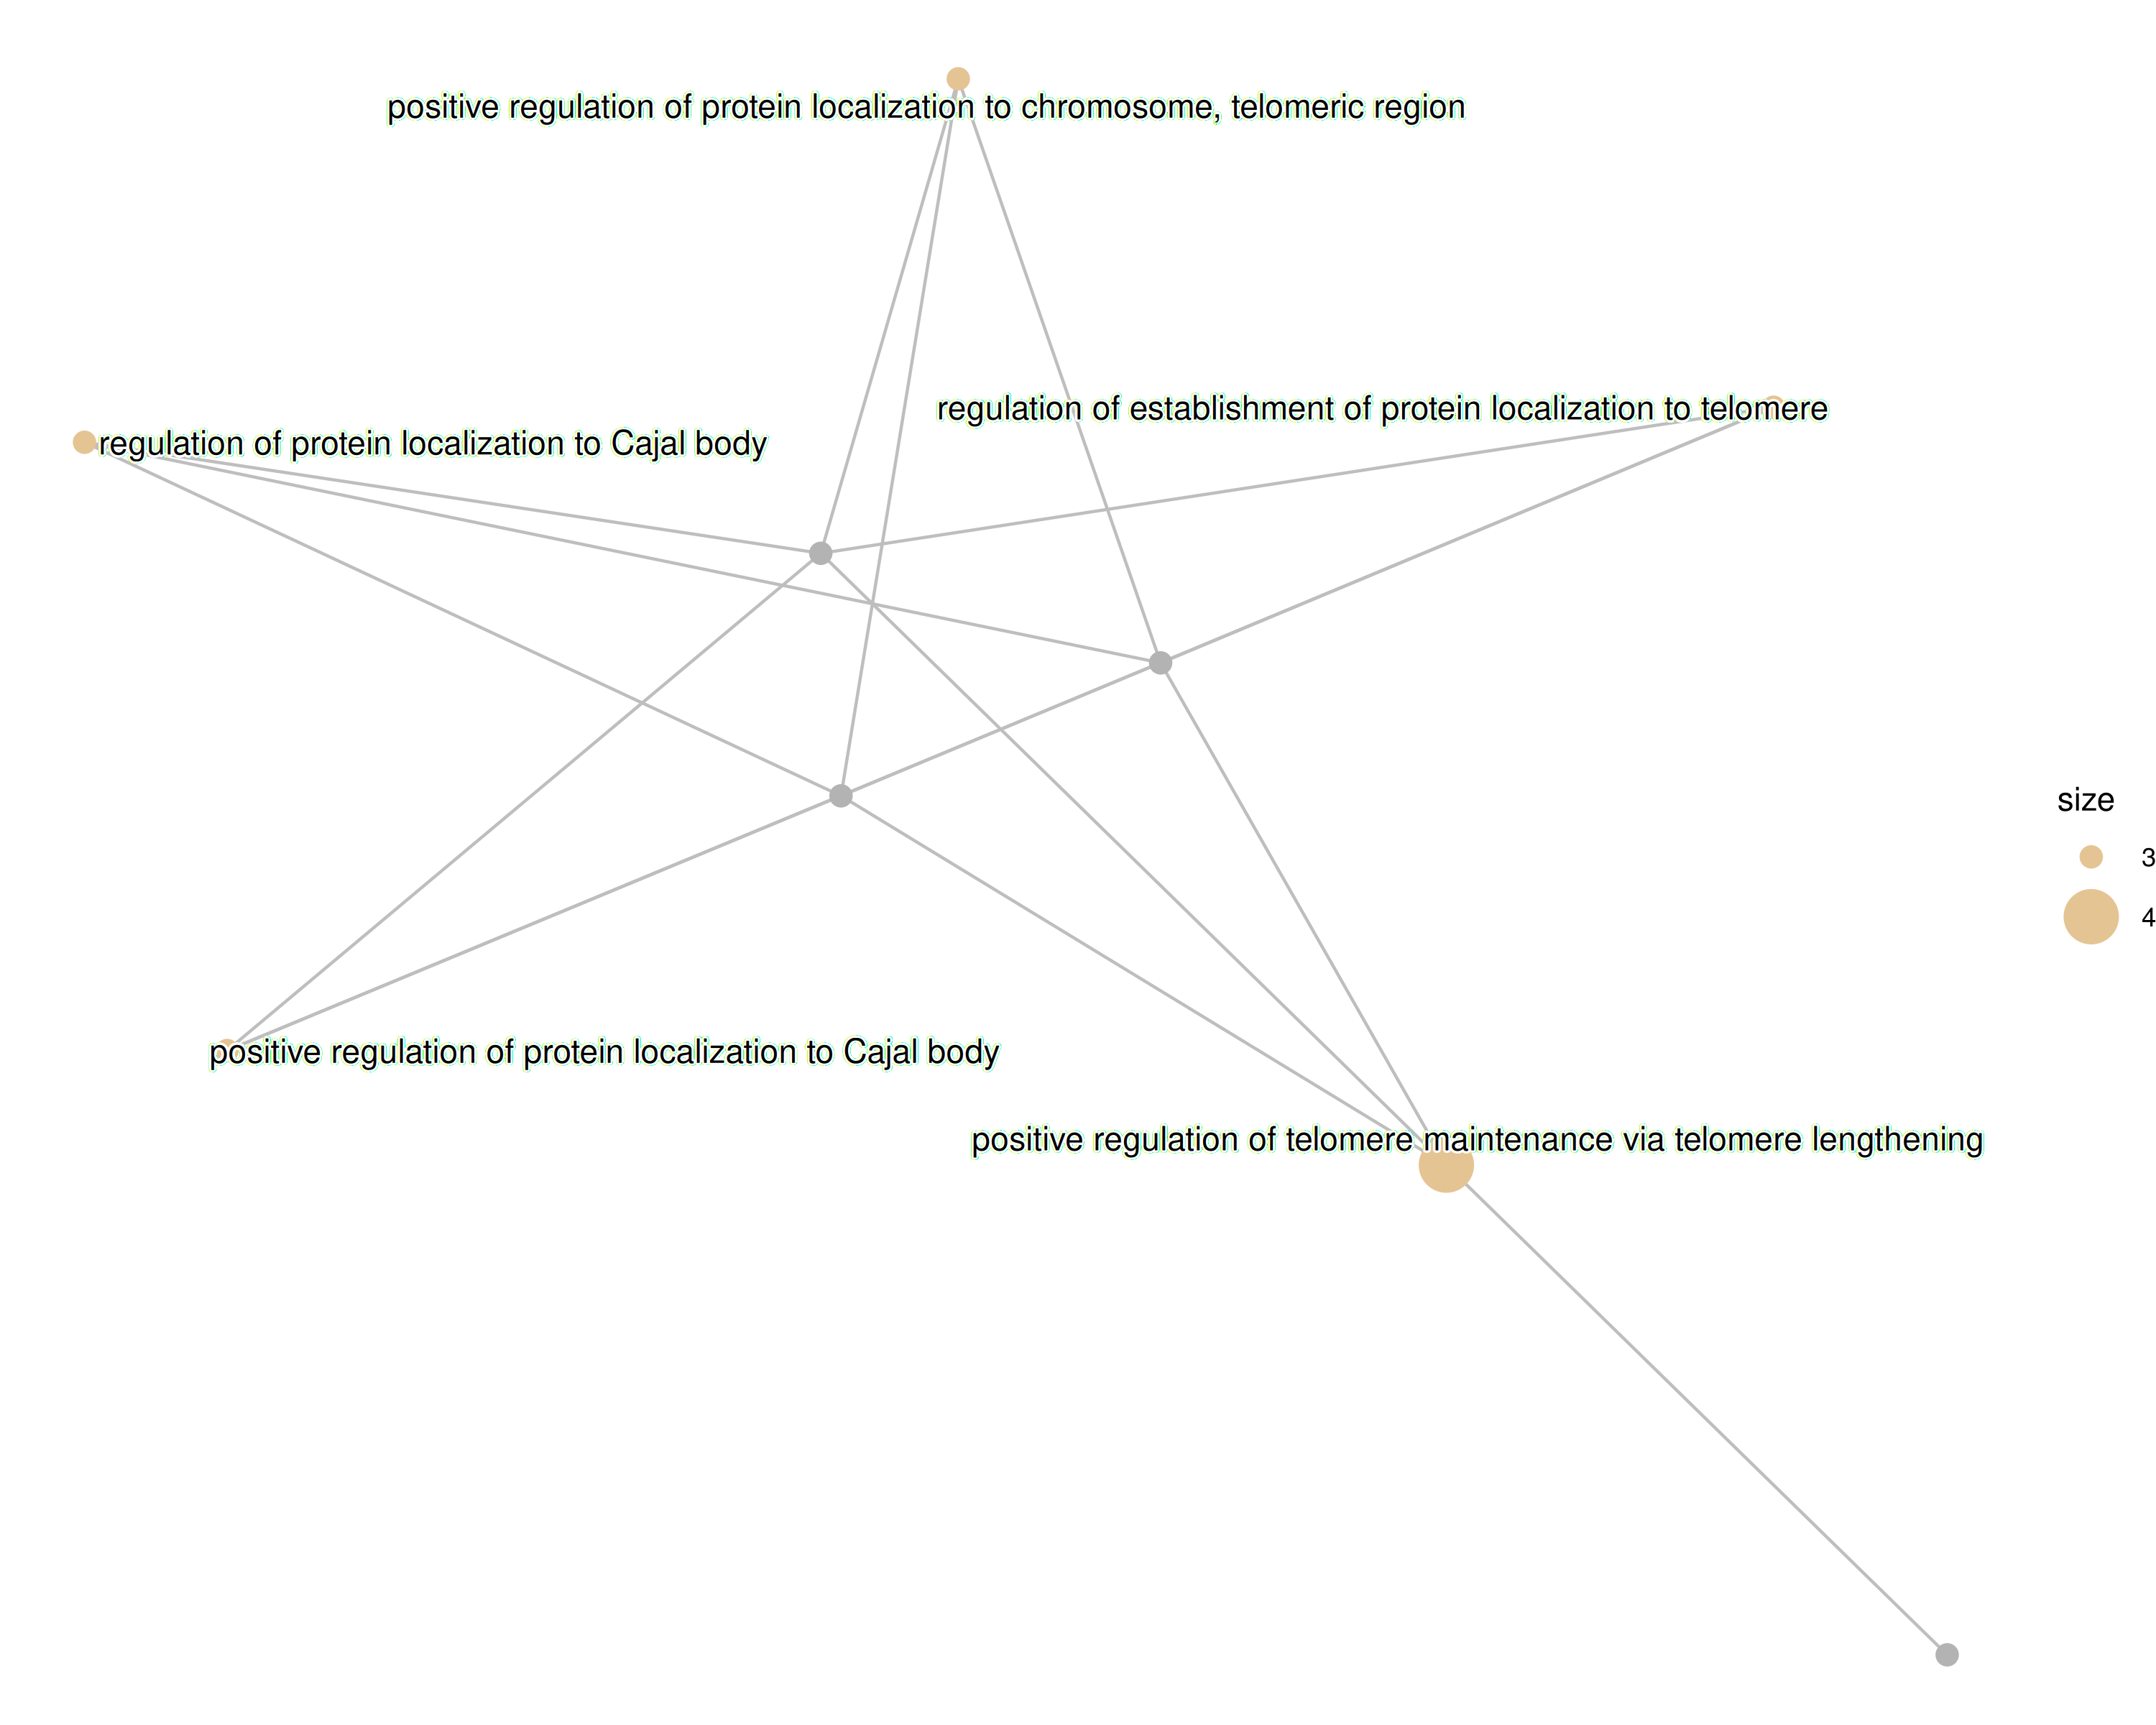 positive regulation of protein localization to chromosome, telomeric region
regulation of establishment of protein localization to telomere
regulation of protein localization to Cajal body
size
3
4
positive regulation of protein localization to Cajal body
positive regulation of telomere maintenance via telomere lengthening